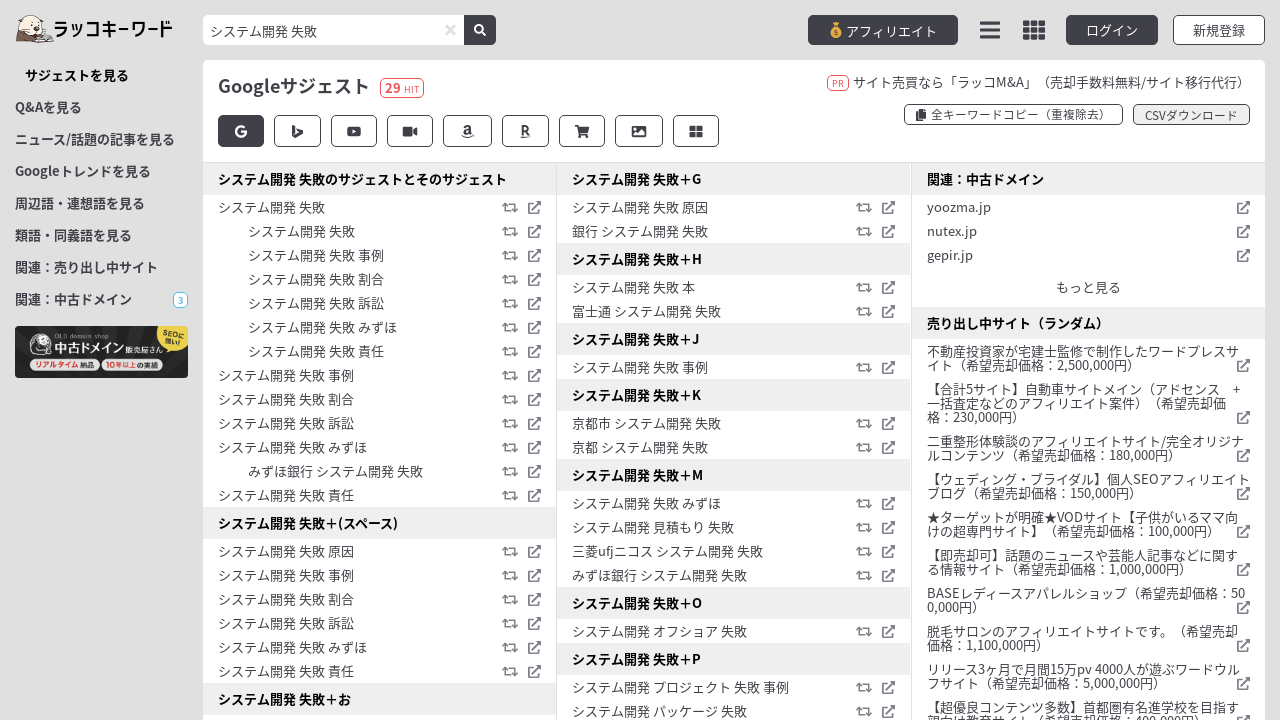 ラッコキーワード
システム開発 失敗
アフィリエイト
ログイン
新規登録
サジェストを見る
Q&Aを見る
ニュース/話題の記事を見る
Googleトレンドを見る
周辺語・連想語を見る
類語・同義語を見る
関連：売り出し中サイト
関連：中古ドメイン 3
OLD domain shop
中古ドメイン販売屋さん
SEOに強い!
リアルタイム納品 10年以上の実績
Googleサジェスト 29 HIT
PR サイト売買なら「ラッコM&A」（売却手数料無料/サイト移行代行）
全キーワードコピー（重複除去）
CSVダウンロード
システム開発 失敗のサジェストとそのサジェスト
システム開発 失敗
システム開発 失敗
システム開発 失敗 事例
システム開発 失敗 割合
システム開発 失敗 訴訟
システム開発 失敗 みずほ
システム開発 失敗 責任
システム開発 失敗 事例
システム開発 失敗 割合
システム開発 失敗 訴訟
システム開発 失敗 みずほ
みずほ銀行 システム開発 失敗
システム開発 失敗 責任
システム開発 失敗＋(スペース)
システム開発 失敗 原因
システム開発 失敗 事例
システム開発 失敗 割合
システム開発 失敗 訴訟
システム開発 失敗 みずほ
システム開発 失敗 責任
システム開発 失敗＋お
システム開発 失敗＋G
システム開発 失敗 原因
銀行 システム開発 失敗
システム開発 失敗＋H
システム開発 失敗 本
富士通 システム開発 失敗
システム開発 失敗＋J
システム開発 失敗 事例
システム開発 失敗＋K
京都市 システム開発 失敗
京都 システム開発 失敗
システム開発 失敗＋M
システム開発 失敗 みずほ
システム開発 見積もり 失敗
三菱ufjニコス システム開発 失敗
みずほ銀行 システム開発 失敗
システム開発 失敗＋O
システム開発 オフショア 失敗
システム開発 失敗＋P
システム開発 プロジェクト 失敗 事例
システム開発 パッケージ 失敗
関連：中古ドメイン
yoozma.jp
nutex.jp
gepir.jp
もっと見る
売り出し中サイト（ランダム）
不動産投資家が宅建士監修で制作したワードプレスサ
イト（希望売却価格：2,500,000円）
【合計5サイト】自動車サイトメイン（アドセンス　+
一括査定などのアフィリエイト案件）（希望売却価
格：230,000円）
二重整形体験談のアフィリエイトサイト/完全オリジナ
ルコンテンツ（希望売却価格：180,000円）
【ウェディング・ブライダル】個人SEOアフィリエイト
ブログ（希望売却価格：150,000円）
★ターゲットが明確★VODサイト【子供がいるママ向
けの超専門サイト】（希望売却価格：100,000円）
【即売却可】話題のニュースや芸能人記事などに関す
る情報サイト（希望売却価格：1,000,000円）
BASEレディースアパレルショップ（希望売却価格：50
0,000円）
脱毛サロンのアフィリエイトサイトです。（希望売却
価格：1,100,000円）
リリース3ヶ月で月間15万pv 4000人が遊ぶワードウル
フサイト（希望売却価格：5,000,000円）
【超優良コンテンツ多数】首都圏有名進学校を目指す